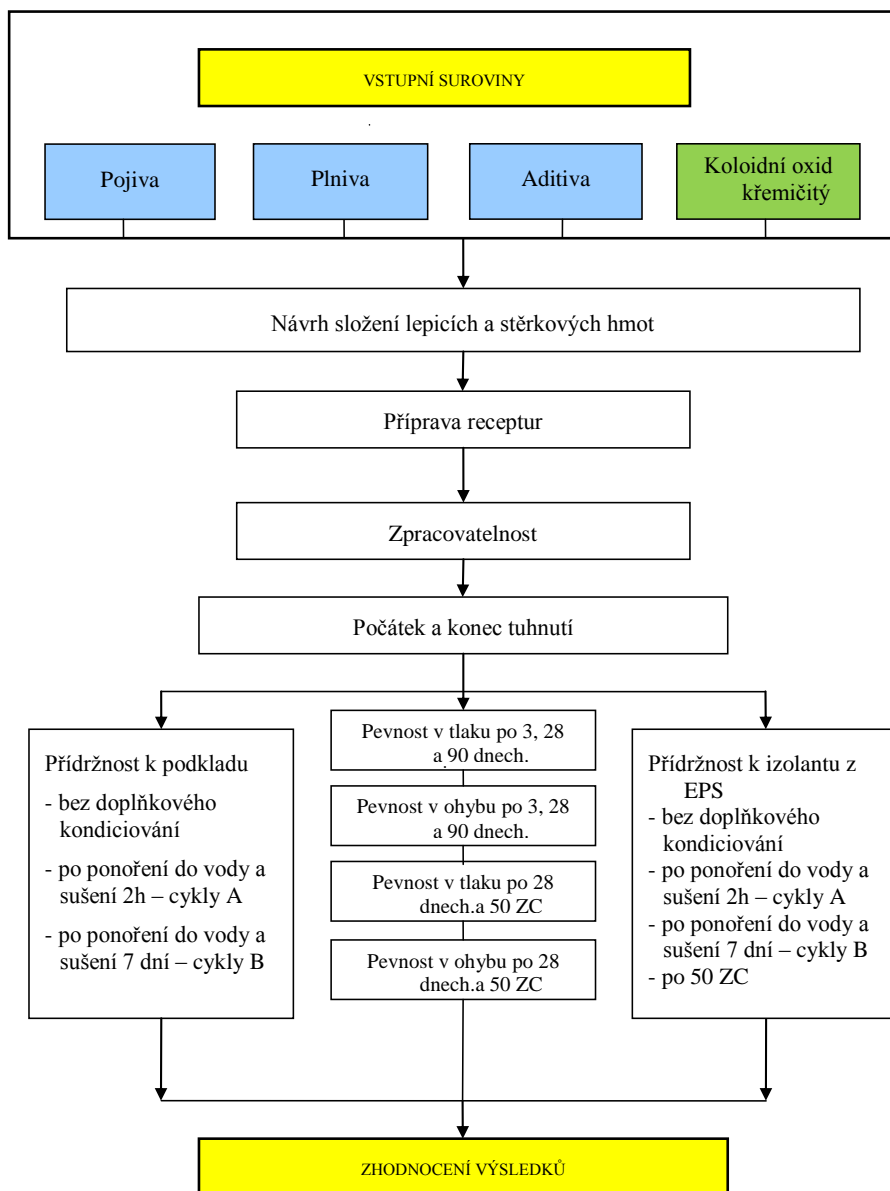 VSTUPNÍ SUROVINY
Pojiva
Plniva
Aditiva
Koloidní oxid
křemičitý
Návrh složení lepicích a stěrkových hmot
Příprava receptur
Zpracovatelnost
Počátek a konec tuhnutí
Přídržnost k podkladu
- bez doplňkového
kondiciování
- po ponoření do vody a
sušení 2h – cykly A
- po ponoření do vody a
sušení 7 dní – cykly B
Pevnost v tlaku po 3, 28
a 90 dnech.
Pevnost v ohybu po 3, 28
a 90 dnech.
Pevnost v tlaku po 28
dnech.a 50 ZC
Pevnost v ohybu po 28
dnech.a 50 ZC
Přídržnost k izolantu z
EPS
- bez doplňkového
kondiciování
- po ponoření do vody a
sušení 2h – cykly A
- po ponoření do vody a
sušení 7 dní – cykly B
- po 50 ZC
ZHODNOCENÍ VÝSLEDKŮ